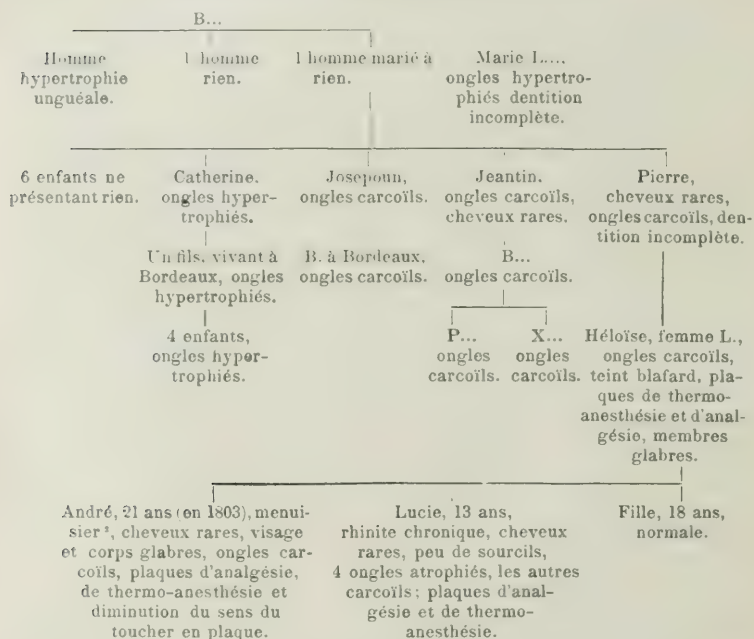 B...
Homme
hypertrophie
unguéale.
1 homme
rien.
1 homme marié à
rien.
Marie L....
ongles hypertro-
phiés dentition
incomplète.
6 enfants ne
présentant rien.
Catherine.
ongles hyper-
trophiés.
Josepoun,
ongles carcoïls.
Jeantin.
ongles carcoïls,
cheveux rares.
Pierre,
cheveux rares,
ongles carcoïls, den-
tition incomplète.
Un fils, vivant à
Bordeaux, ongles
hypertrophiés.
B. à Bordeaux.
ongles carcoïls.
B...
ongles carcoïls.
4 enfants,
ongles hyper-
trophiés.
P...
ongles
carcoïls.
X...
ongles
carcoïls.
Héloïse, femme L.,
ongles carcoïls,
teint blafard, pla-
ques de thermo-
anesthésie et d'anal-
gésie, membres
glabres.
André, 21 ans (en 1803), menui-
sier ², cheveux rares, visage
et corps glabres, ongles car-
coïls, plaques d'analgésie,
de thermo-anesthésie et
diminution du sens du
toucher en plaque.
Lucie, 13 ans,
rhinite chronique, cheveux
rares, peu de sourcils,
4 ongles atrophiés, les autres
carcoïls ; plaques d'anal-
gésie et de thermo-
anesthésie.
Fille, 18 ans,
normale.